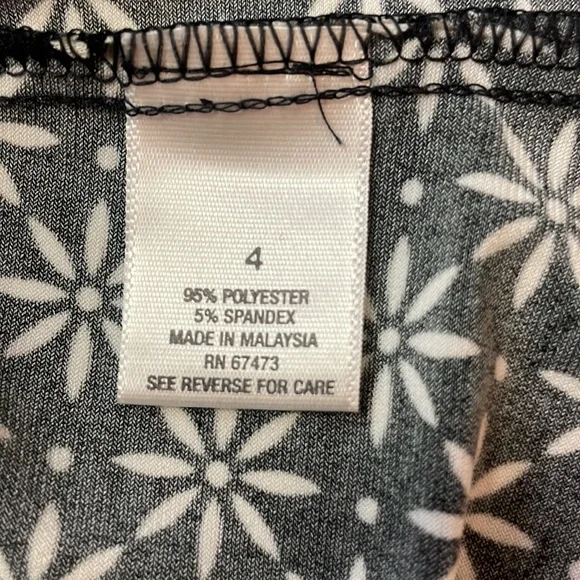 4
95% POLYESTER
5% SPANDEX
MADE IN MALAYSIA
RN 67473
SEE REVERSE FOR CARE